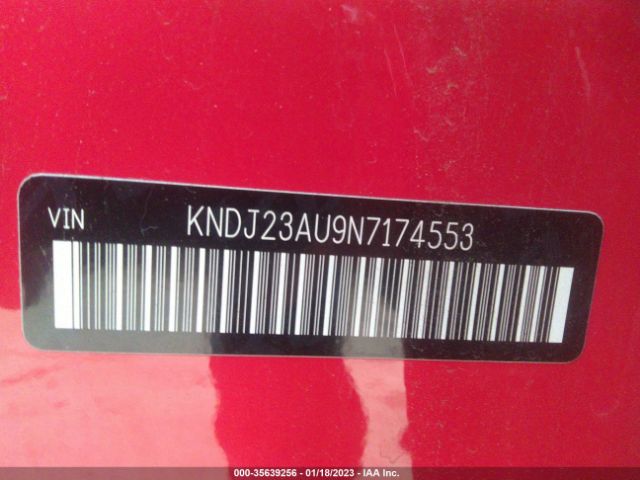 VIN KNDJ23AU9N7174553
000-35639256 - 01/18/2023 - IAA Inc.